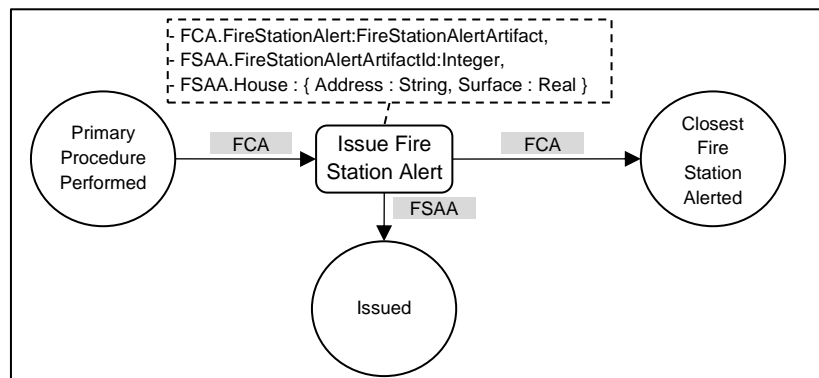 - FCA.FireStationAlert:FireStationAlertArtifact,
- FSAA.FireStationAlertArtifactId:Integer,
- FSAA.House : { Address : String, Surface : Real }
Primary
Procedure
Performed
FCA
Issue Fire
Station Alert
FCA
Closest
Fire
Station
Alerted
FSAA
Issued